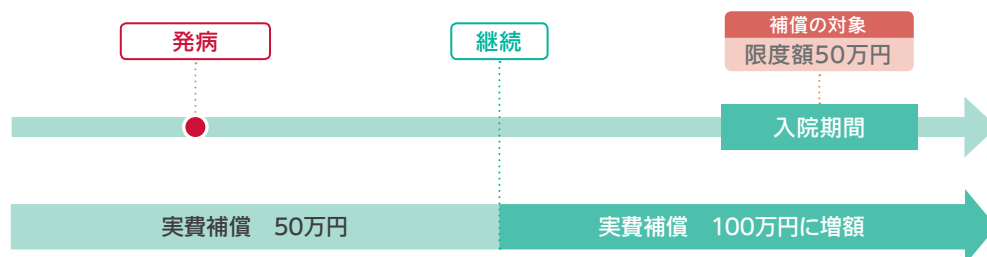 発病
継続
補償の対象
限度額50万円
入院期間
実費補償　50万円
実費補償　100万円に増額